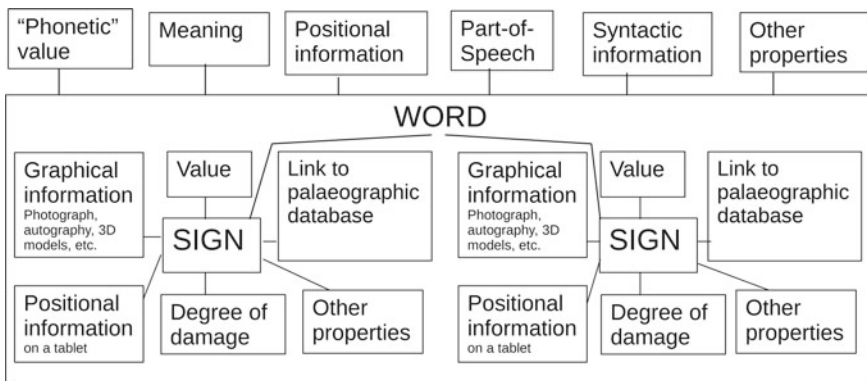 “Phonetic”
value
Meaning
Positional
information
Part-of-
Speech
Syntactic
information
Other
properties
WORD
Graphical
information
Photograph,
autography, 3D
models, etc.
Value
Link to
palaeographic
database
SIGN
Positional
information
on a tablet
Degree of
damage
Other
properties
Graphical
information
Photograph,
autography, 3D
models, etc.
Value
Link to
palaeographic
database
SIGN
Positional
information
on a tablet
Degree of
damage
Other
properties